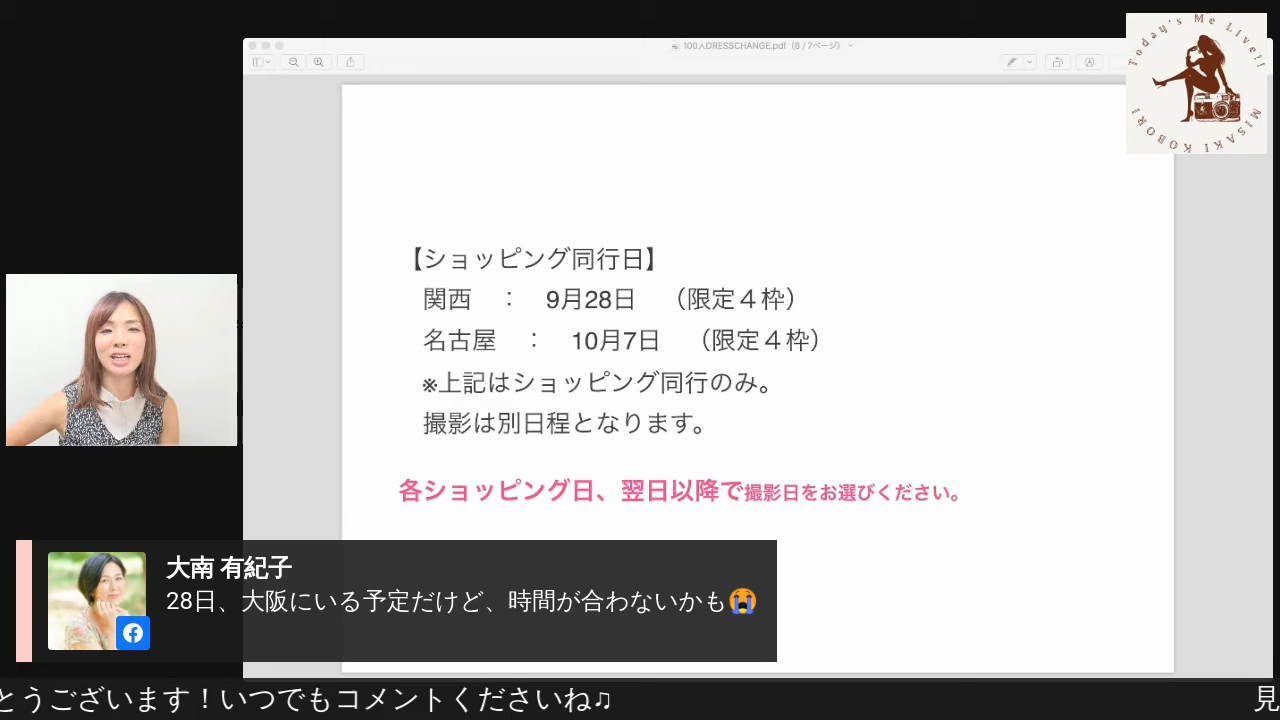 100人DRESSCHANGE.pdf（6 / 7ページ）
Today's Me Live!!
MISAKI KOBORI
【ショッピング同行日】
関西　：　9月28日　（限定４枠）
名古屋　：　10月7日　（限定４枠）
※上記はショッピング同行のみ。
撮影は別日程となります。
各ショッピング日、翌日以降で撮影日をお選びください。
大南 有紀子
28日、大阪にいる予定だけど、時間が合わないかも😭
とうございます！いつでもコメントくださいね♫
見